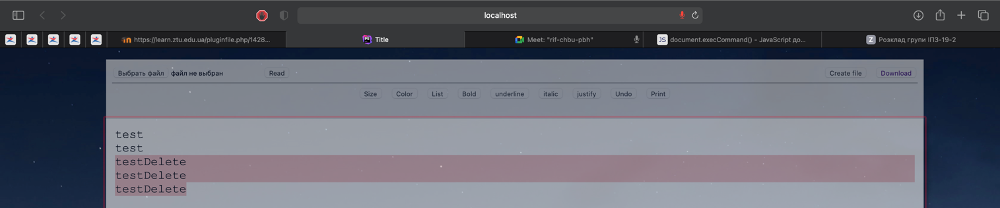 localhost
https://learn.ztu.edu.ua/pluginfile.php/1428...
PS Title
Meet: "rif-chbu-pbh"
JS document.execCommand() - JavaScript до...
Z Розклад групи ІПЗ-19-2
Выбрать файл файл не выбран Read Create file Download
Size Color List Bold underline italic justify Undo Print
test
test
testDelete
testDelete
testDelete